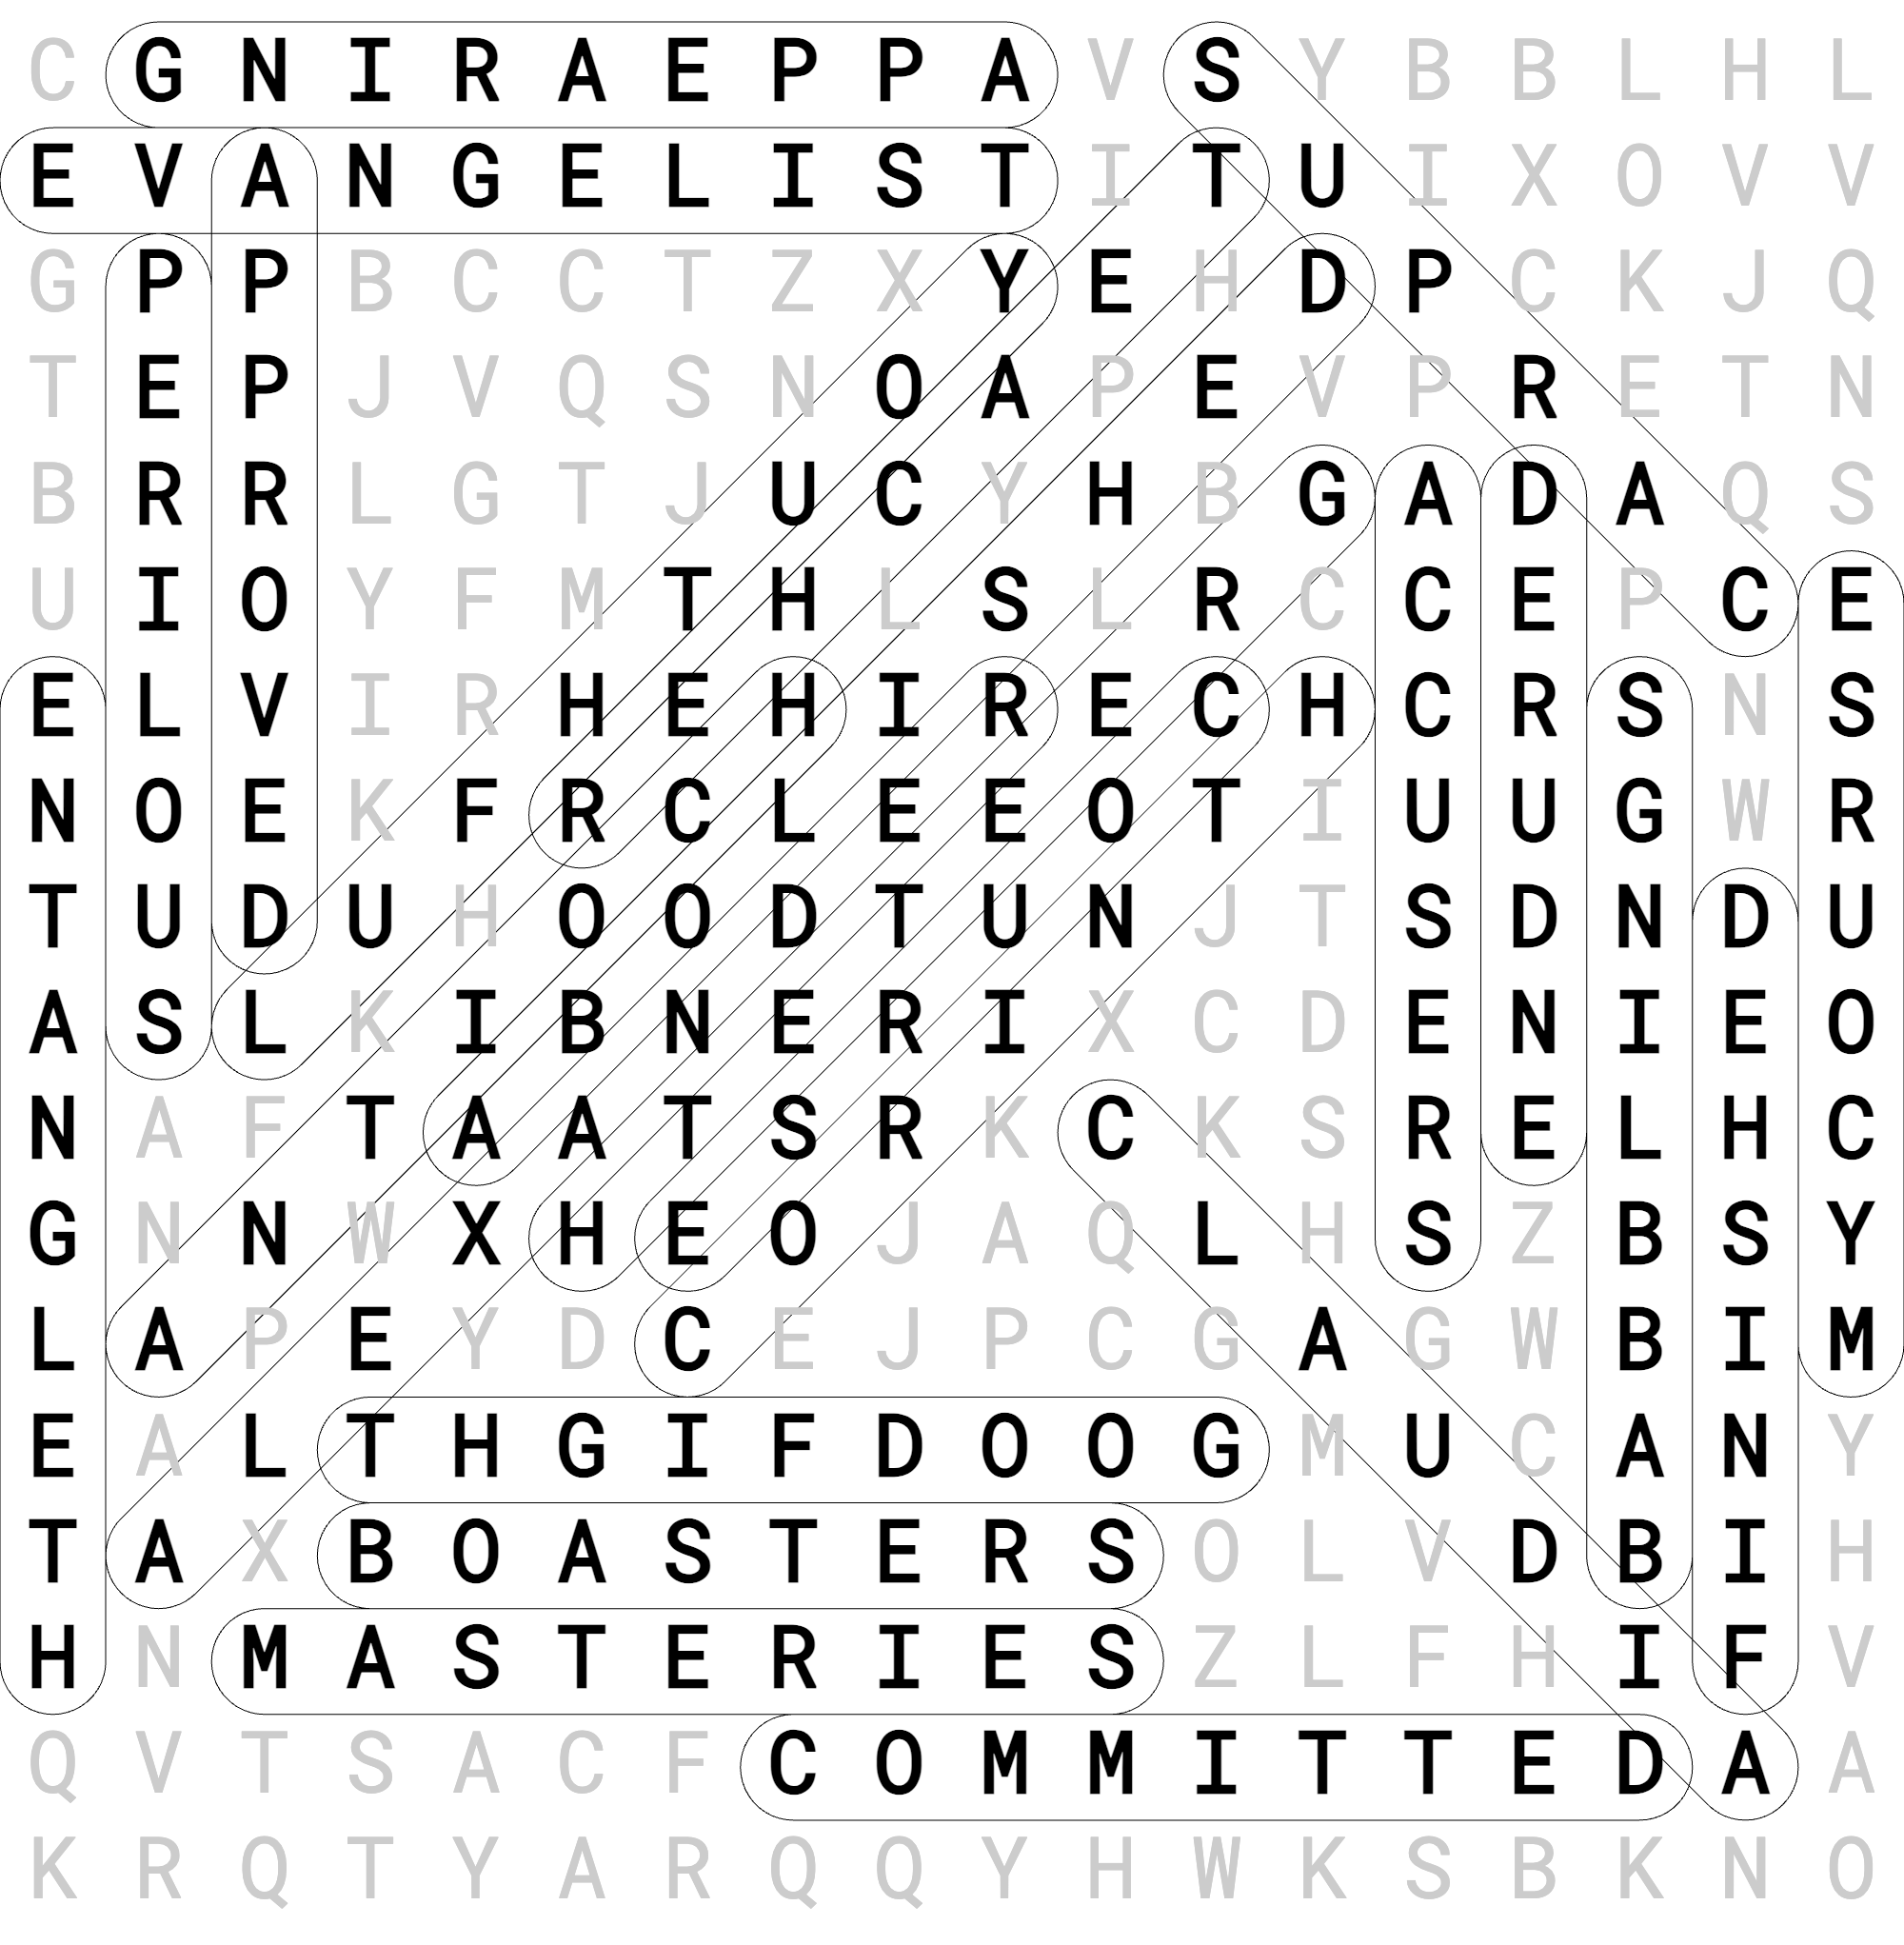 C G N I R A E P P A V S Y B B L H L
E V A N G E L I S T I T U I X O V V
G P P B C C T Z X Y E H D P C K J Q
T E P J V Q S N O A P E V P R E T N
B R R L G T J U C Y H B G A D A Q S
U I O Y F M T H L S L R C C E P C E
E L V I R H E H I R E C H C R S N S
N O E K F R C L E E O T I U U G W R
T U D U H O O D T U N J T S D N D U
A S L K I B N E R I X C D E N I E O
N A F T A A T S R K C K S R E L H C
G N N W X H E O J A Q L H S Z B S Y
L A P E Y D C E J P C G A G W B I M
E A L T H G I F D O O G M U C A N Y
T A X B O A S T E R S O L V D B I H
H N M A S T E R I E S Z L F H I F V
Q V T S A C F C O M M I T T E D A A
K R Q T Y A R Q Q Y H W K S B K N O